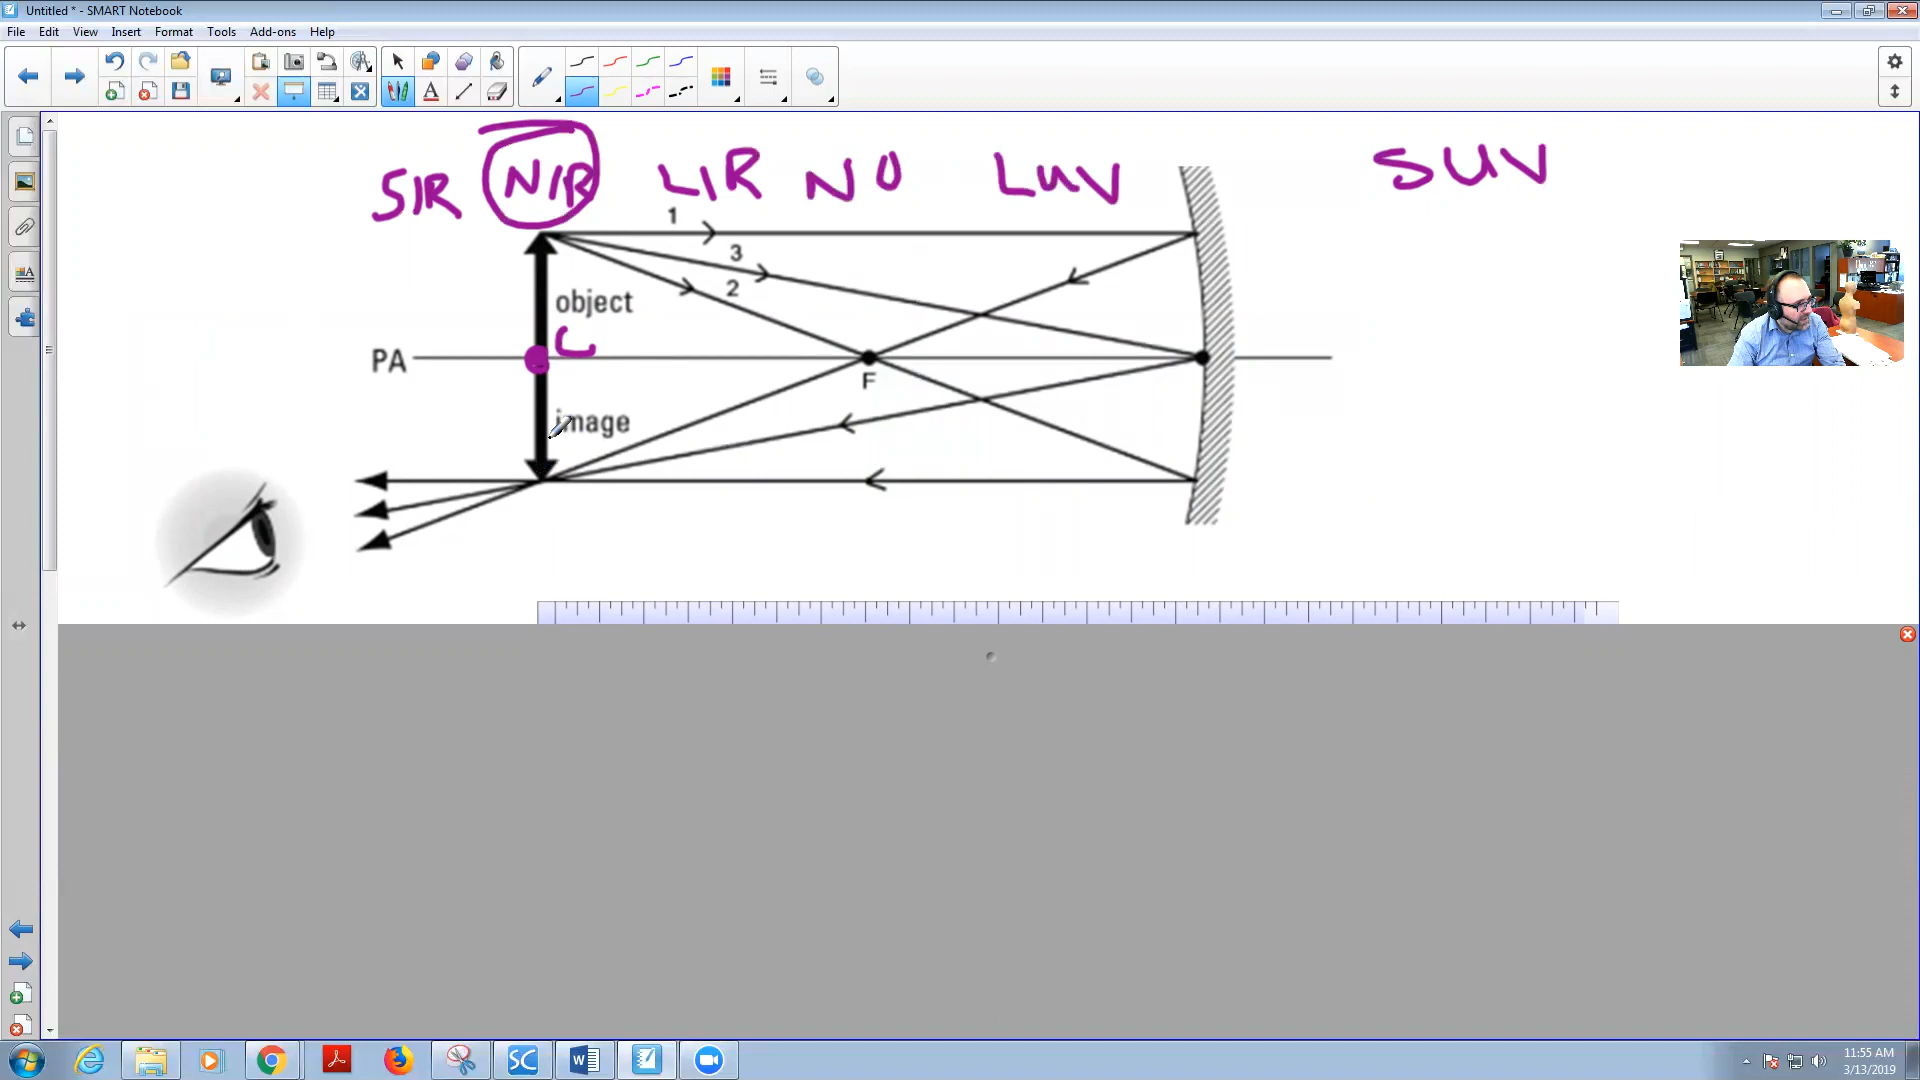 Untitled * - SMART Notebook
File Edit View Insert Format Tools Add-ons Help
SIR NIR LIR NO LUV SUV
1
3
2
object
C
PA
F
image
11:55 AM
3/13/2019